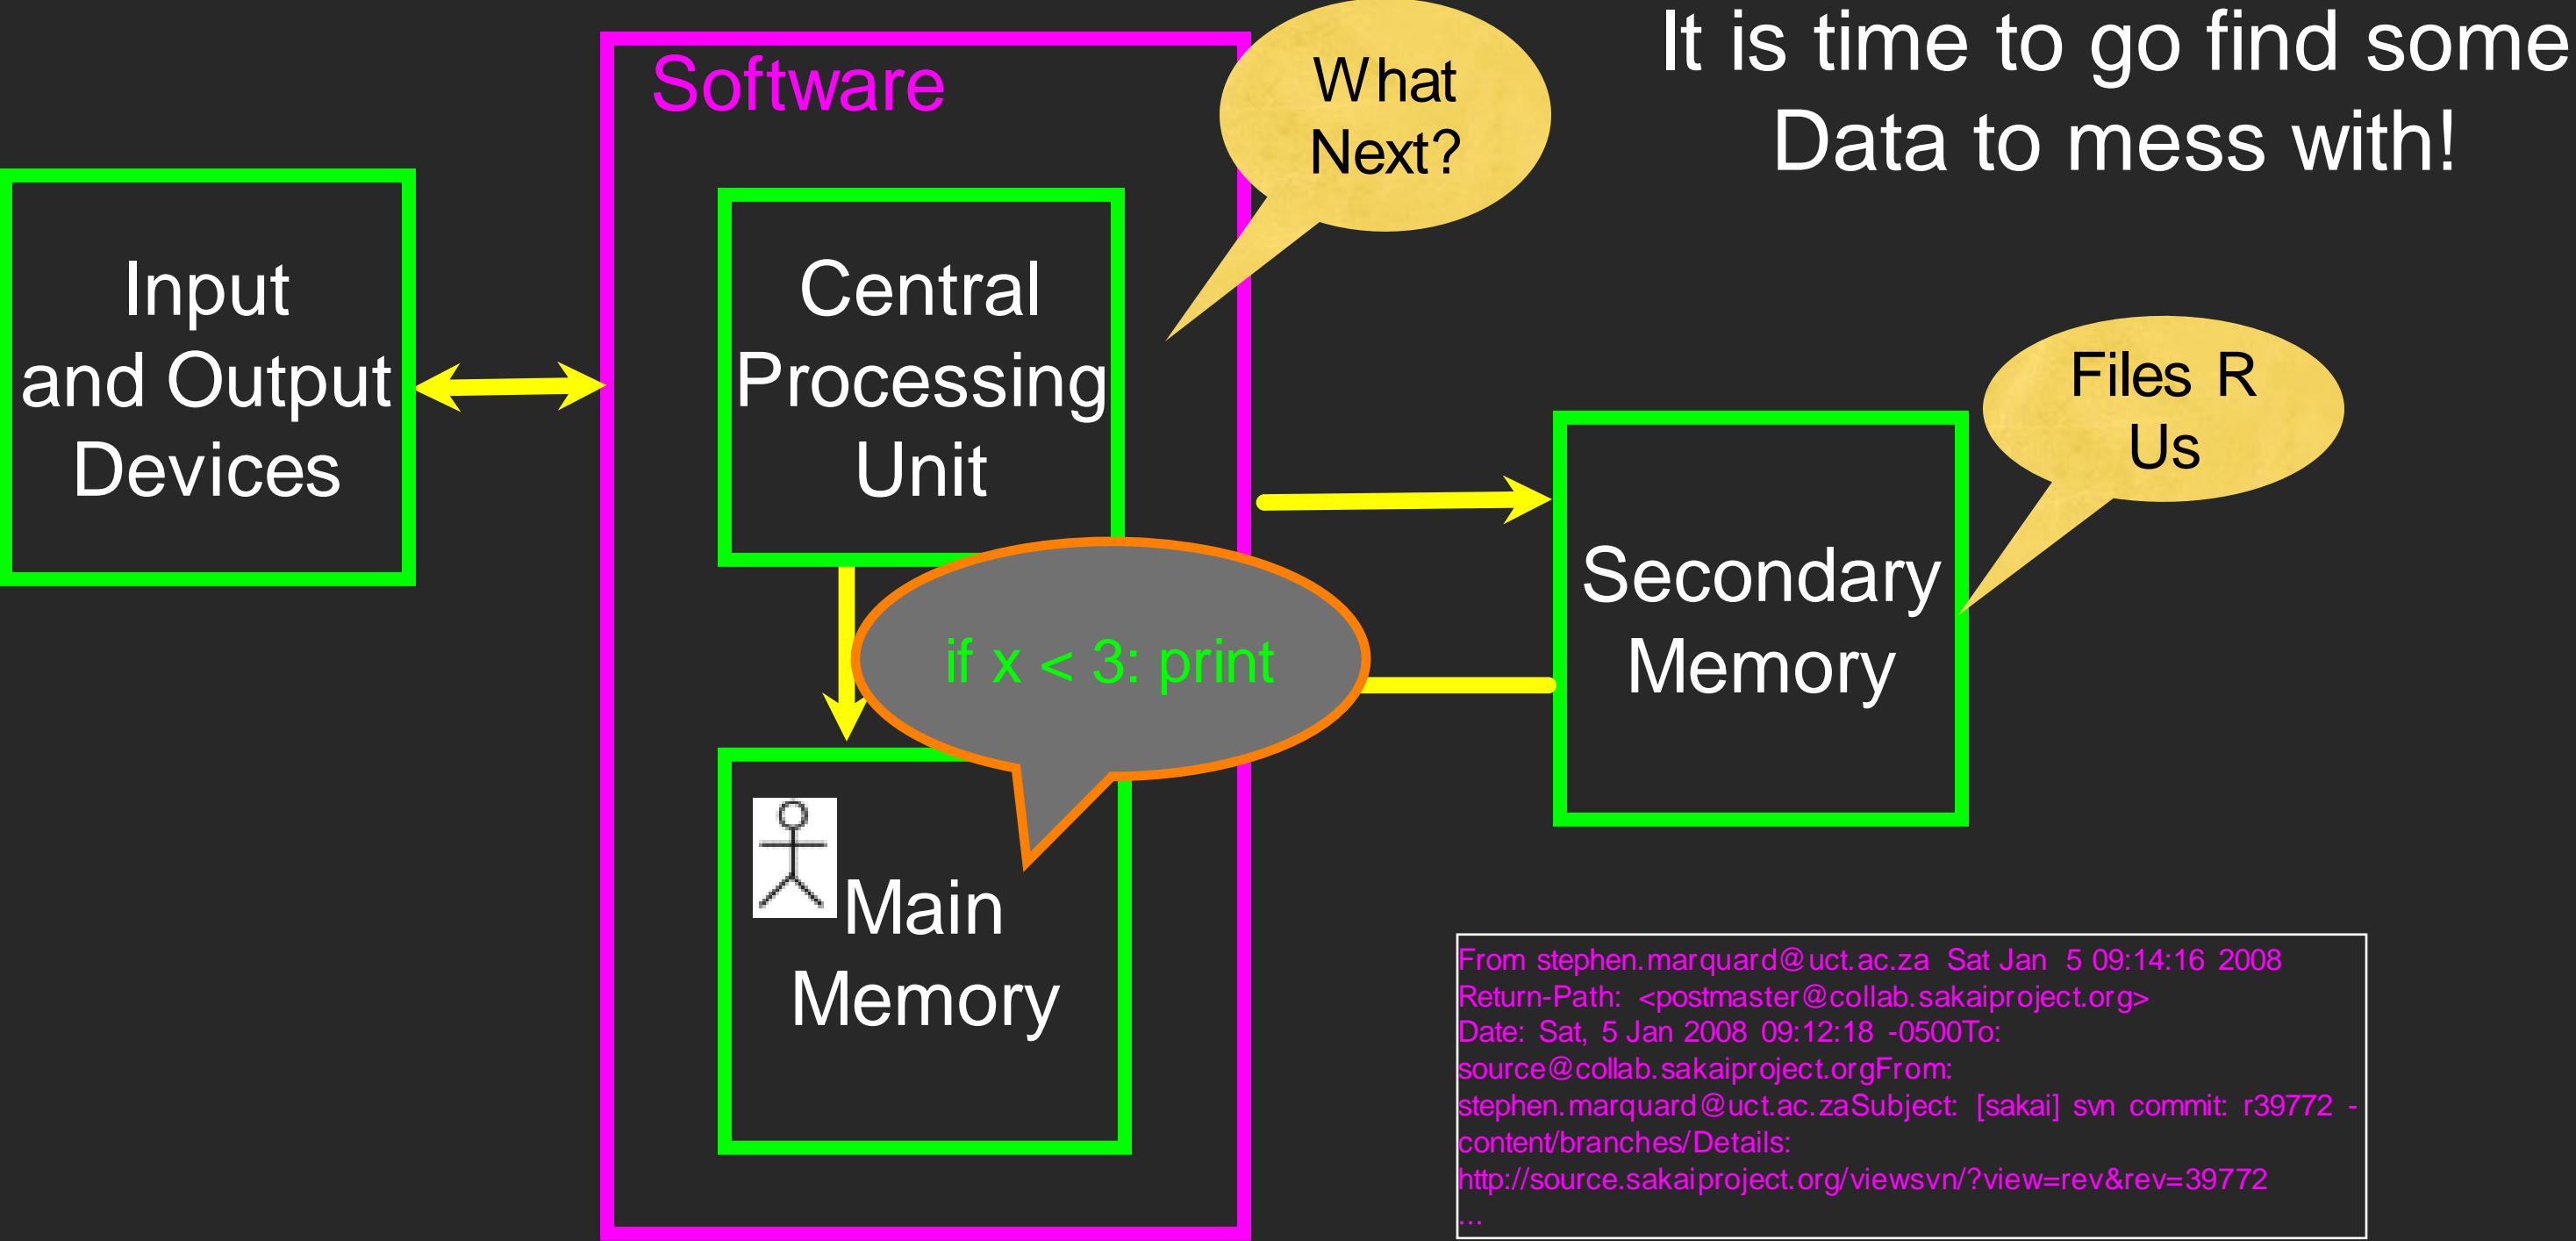 It is time to go find some
Data to mess with!
Software
What
Next?
Input
and Output
Devices
Central
Processing
Unit
Files R
Us
if x < 3: print
Secondary
Memory
Main
Memory
From stephen.marquard@uct.ac.za Sat Jan 5 09:14:16 2008
Return-Path: <postmaster@collab.sakaiproject.org>
Date: Sat, 5 Jan 2008 09:12:18 -0500To:
source@collab.sakaiproject.orgFrom:
stephen.marquard@uct.ac.zaSubject: [sakai] svn commit: r39772 -
content/branches/Details:
http://source.sakaiproject.org/viewsvn/?view=rev&rev=39772
...